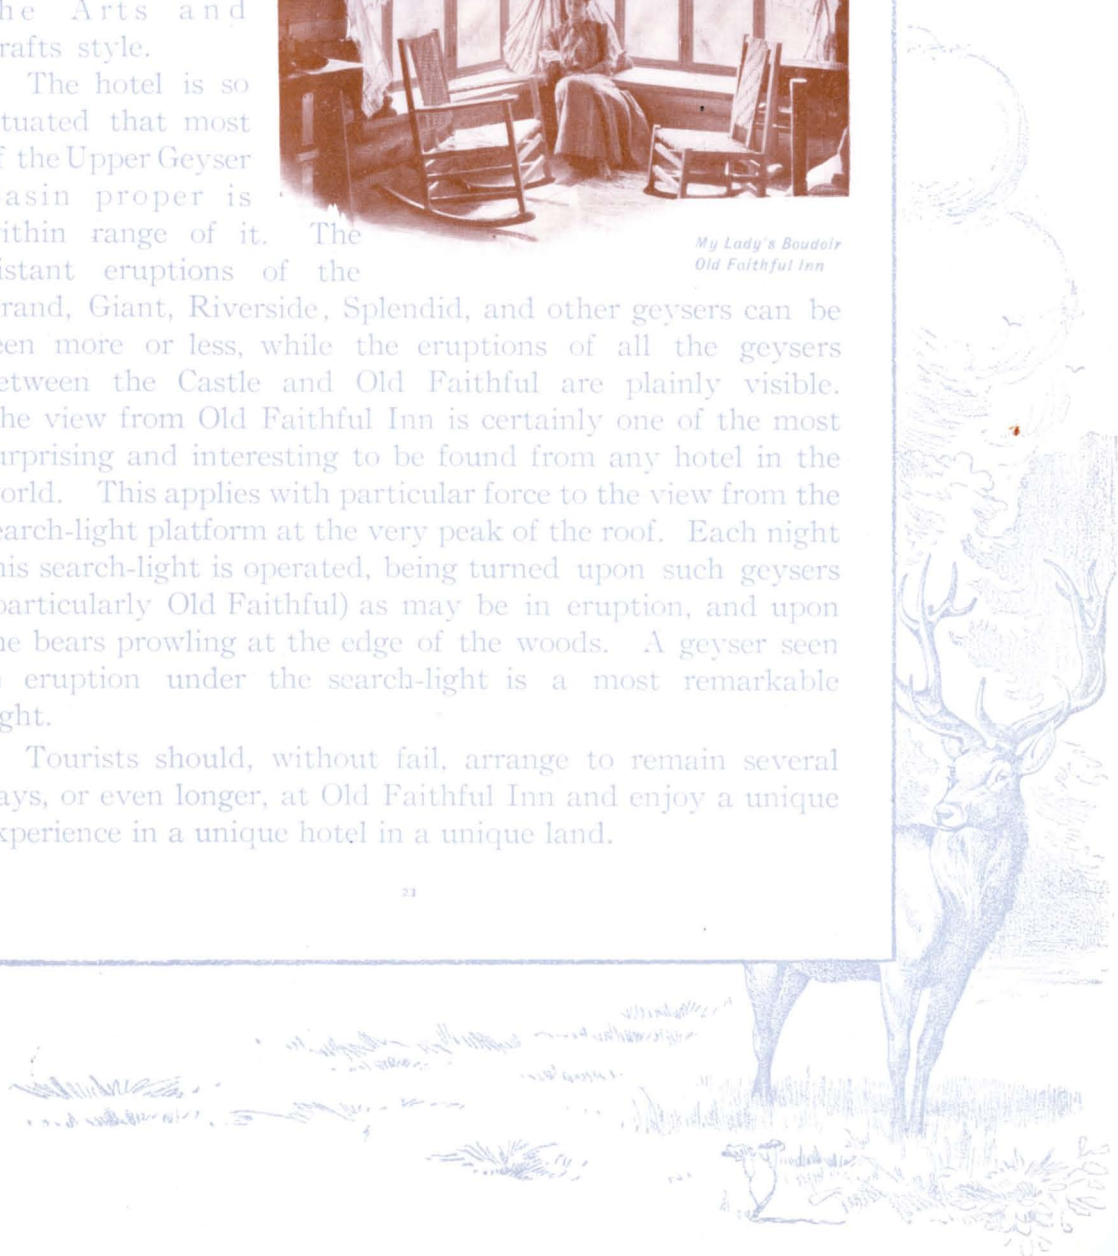 he Arts and
rafts style.
The hotel is so
tuated that most
f the Upper Geyser
asin proper is
ithin range of it. The
istant eruptions of the
rand, Giant, Riverside, Splendid, and other geysers can be
een more or less, while the eruptions of all the geysers
etween the Castle and Old Faithful are plainly visible.
he view from Old Faithful Inn is certainly one of the most
urprising and interesting to be found from any hotel in the
orld. This applies with particular force to the view from the
earch-light platform at the very peak of the roof. Each night
his search-light is operated, being turned upon such geysers
particularly Old Faithful) as may be in eruption, and upon
he bears prowling at the edge of the woods. A geyser seen
eruption under the search-light is a most remarkable
ght.
Tourists should, without fail, arrange to remain several
ays, or even longer, at Old Faithful Inn and enjoy a unique
xperience in a unique hotel in a unique land.
My Lady's Boudoir
Old Faithful Inn